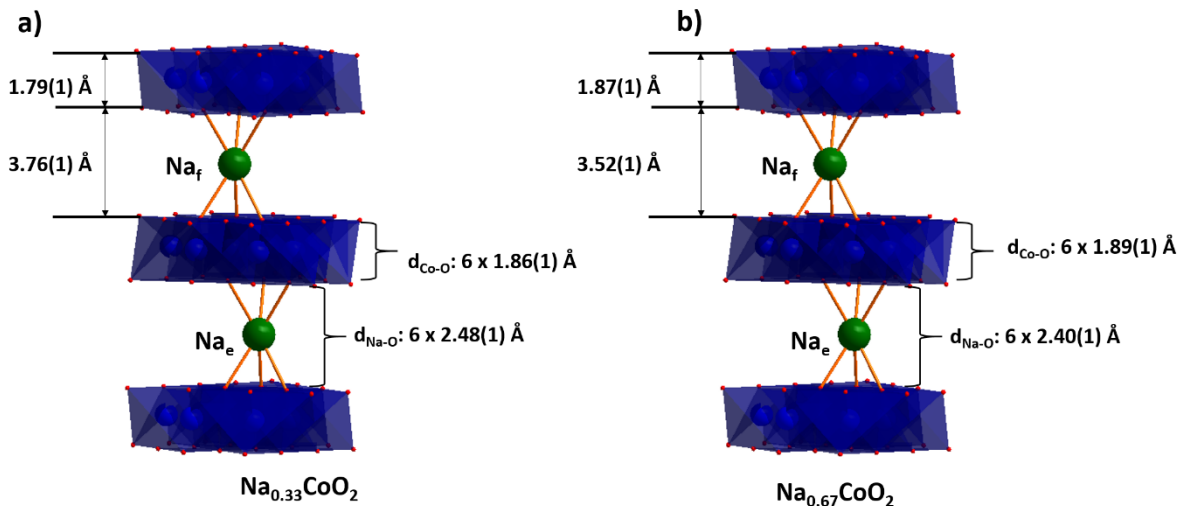 a)
1.79(1) Å
3.76(1) Å
Naf
dCo-O: 6 x 1.86(1) Å
Nae
dNa-O: 6 x 2.48(1) Å
Na0.33CoO2
b)
1.87(1) Å
3.52(1) Å
Naf
dCo-O: 6 x 1.89(1) Å
Nae
dNa-O: 6 x 2.40(1) Å
Na0.67CoO2